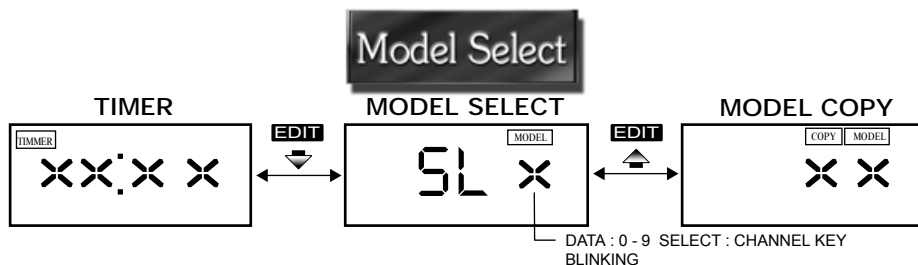 Model Select
TIMER
MODEL SELECT
MODEL COPY
TIMMER
XX:X X
EDIT
MODEL
SL X
EDIT
COPY MODEL
X X
DATA : 0 - 9 SELECT : CHANNEL KEY
BLINKING